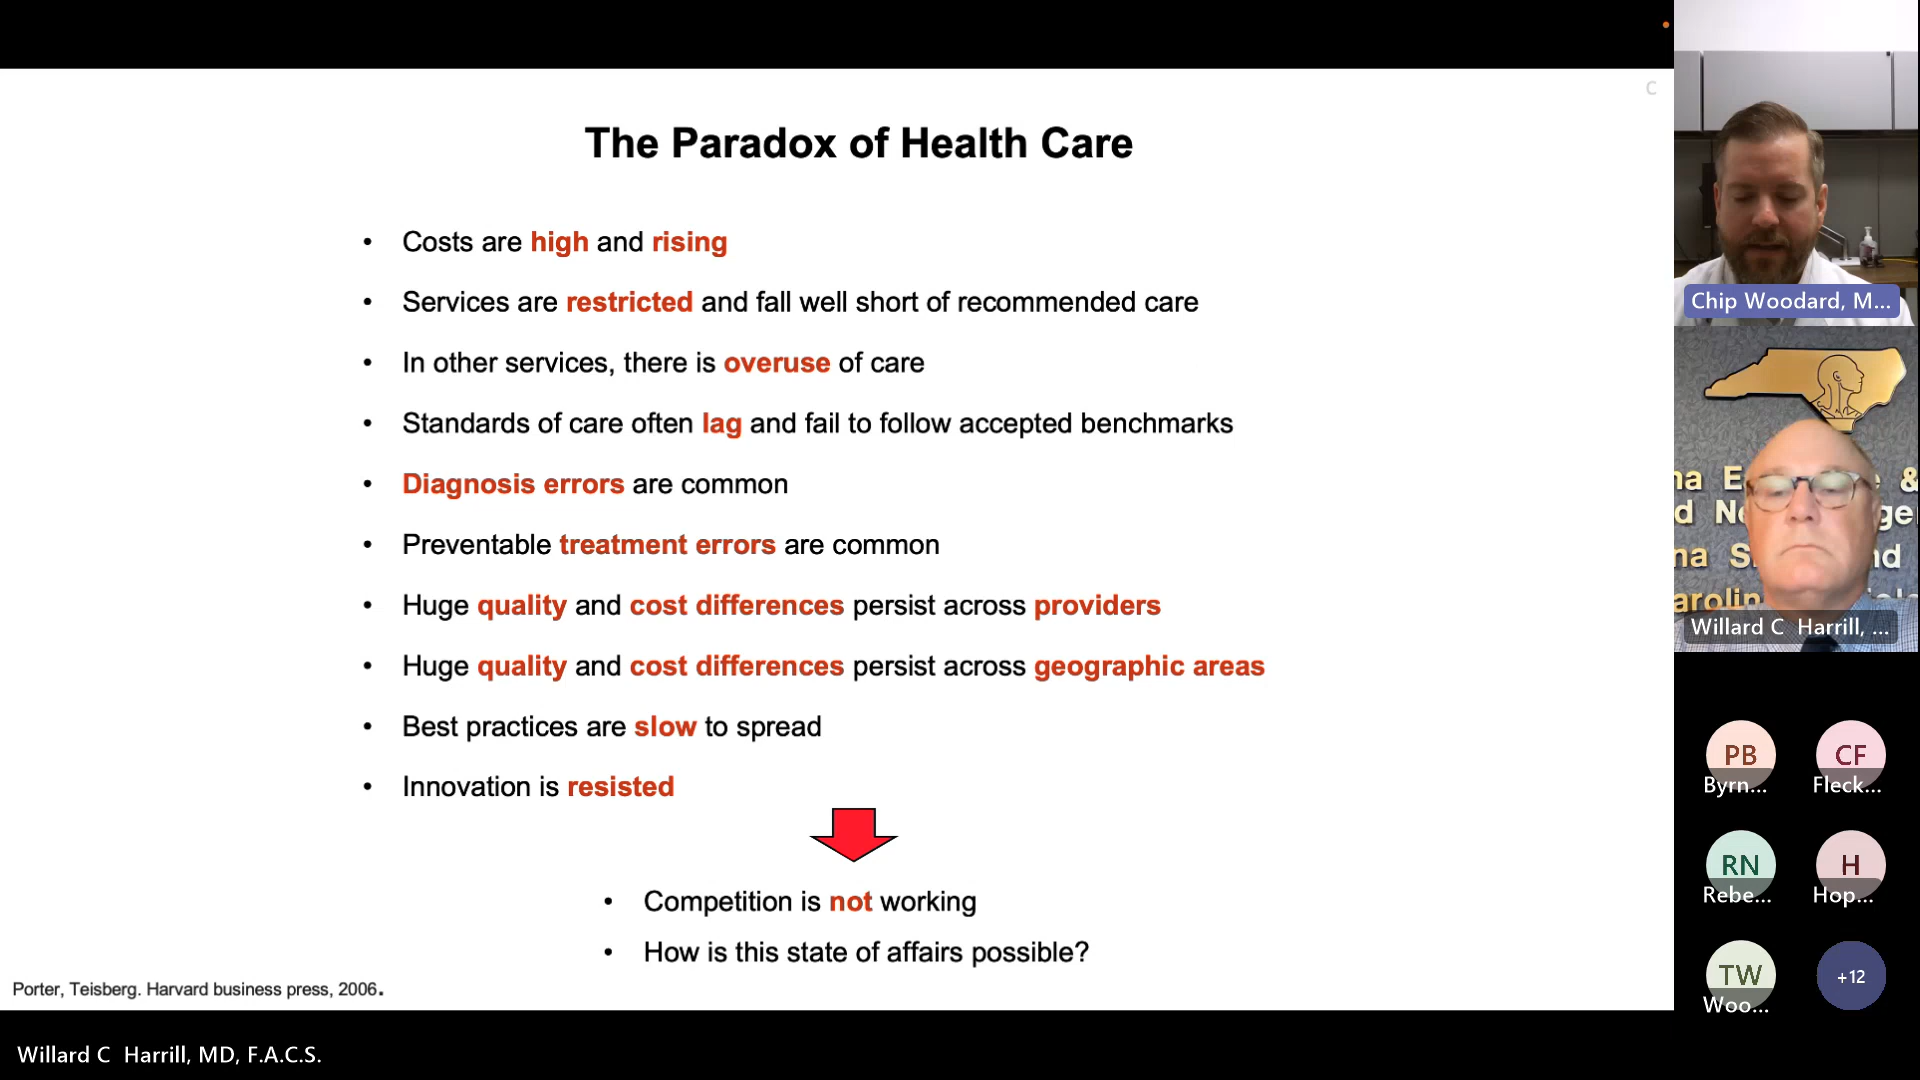 C
The Paradox of Health Care
• Costs are high and rising
• Services are restricted and fall well short of recommended care
• In other services, there is overuse of care
• Standards of care often lag and fail to follow accepted benchmarks
• Diagnosis errors are common
• Preventable treatment errors are common
• Huge quality and cost differences persist across providers
• Huge quality and cost differences persist across geographic areas
• Best practices are slow to spread
• Innovation is resisted
• Competition is not working
• How is this state of affairs possible?
Porter, Teisberg. Harvard business press, 2006.
Willard C Harrill, MD, F.A.C.S.
Chip Woodard, M...
na E &
d N ge
na S nd
arolin
Willard C Harrill, ...
PB
Byrn...
CF
Fleck...
RN
Rebe...
H
Hop...
TW
Woo...
+12